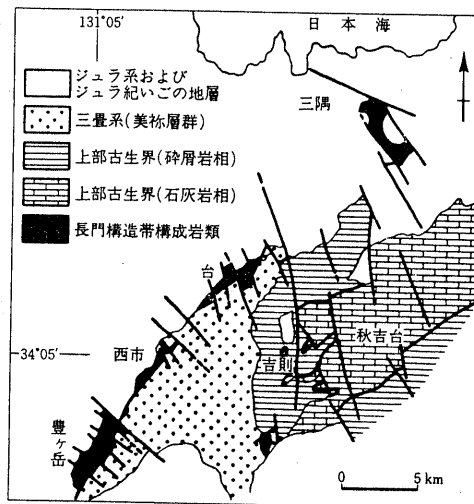 131°05′
日本海
ジュラ系および
ジュラ紀いごの地層
三畳系(美祢層群)
上部古生界(砕屑岩相)
上部古生界(石灰岩相)
長門構造帯構成岩類
三隅
台
34°05′
西市
秋吉台
吉則
豊ヶ岳
0 5 km